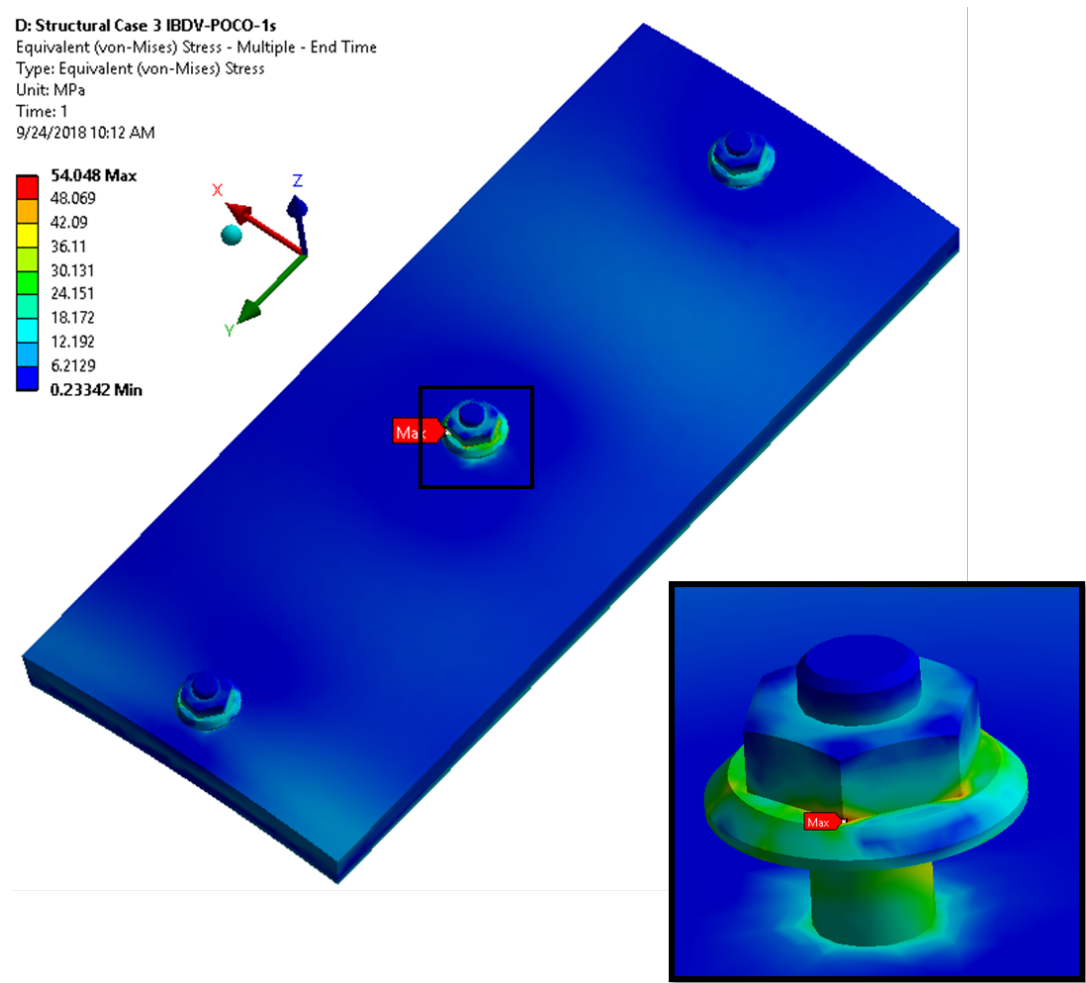 D: Structural Case 3 IBDV-POCO-1s
Equivalent (von-Mises) Stress - Multiple - End Time
Type: Equivalent (von-Mises) Stress
Unit: MPa
Time: 1
9/24/2018 10:12 AM
54.048 Max
48.069
42.09
36.11
30.131
24.151
18.172
12.192
6.2129
0.23342 Min
X
Z
Y
Max
Max